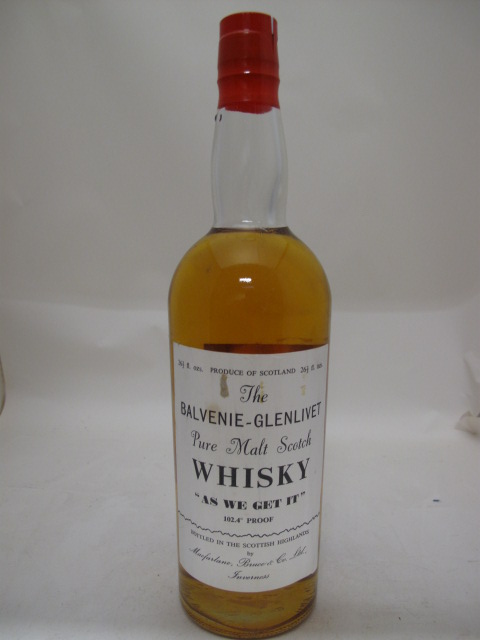 26⅔ fl. ozs. PRODUCE OF SCOTLAND 26⅔ fl. ozs.
The
BALVENIE-GLENLIVET
Pure Malt Scotch
WHISKY
"AS WE GET IT"
102.4° PROOF
BOTTLED IN THE SCOTTISH HIGHLANDS
by
Macfarlane, Bruce & Co. Ltd.,
Inverness